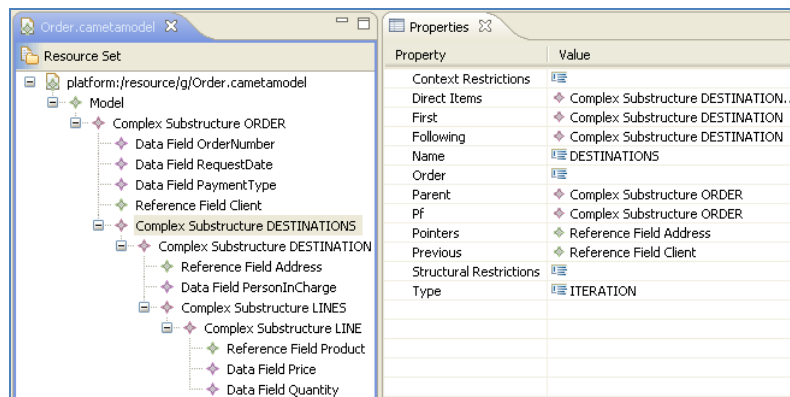 Order.cametamodel
Resource Set
platform:/resource/g/Order.cametamodel
Model
Complex Substructure ORDER
Data Field OrderNumber
Data Field RequestDate
Data Field PaymentType
Reference Field Client
Complex Substructure DESTINATIONS
Complex Substructure DESTINATION
Reference Field Address
Data Field PersonInCharge
Complex Substructure LINES
Complex Substructure LINE
Reference Field Product
Data Field Price
Data Field Quantity
Properties
Property Value
Context Restrictions
Direct Items Complex Substructure DESTINATION...
First Complex Substructure DESTINATION
Following Complex Substructure DESTINATION
Name DESTINATIONS
Order
Parent Complex Substructure ORDER
Pf Complex Substructure ORDER
Pointers Reference Field Address
Previous Reference Field Client
Structural Restrictions
Type ITERATION